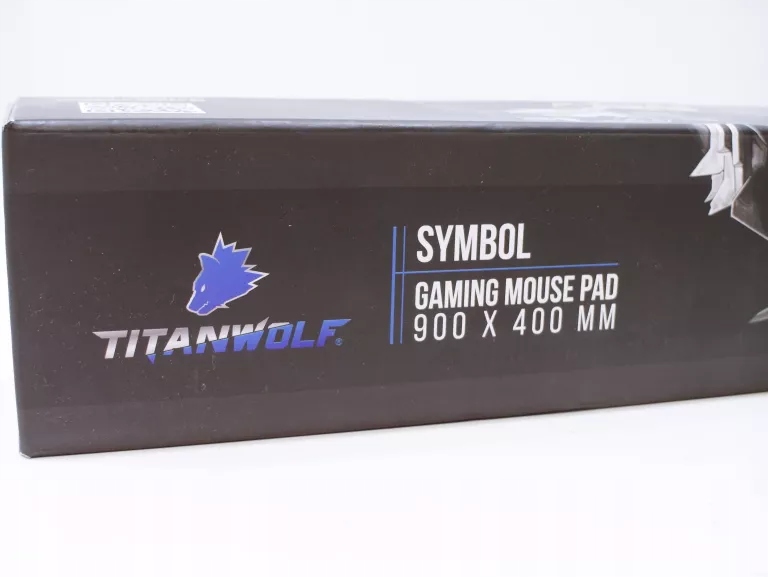 TITANWOLF®
SYMBOL
GAMING MOUSE PAD
900 X 400 MM